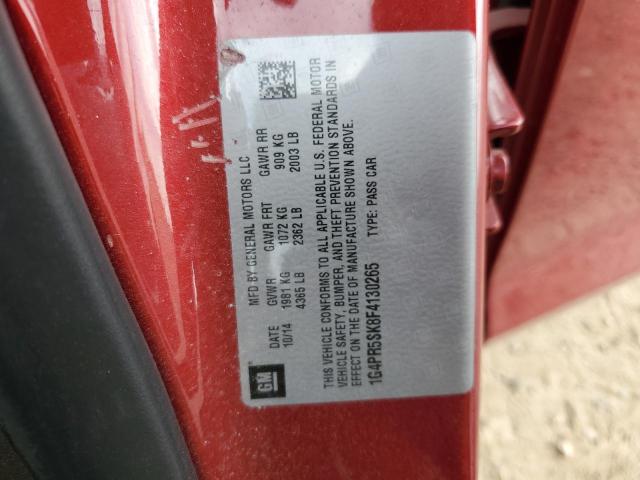 GM
MFD BY GENERAL MOTORS LLC
DATE GVWR GAWR FRT GAWR RR
10/14 1981 KG 1072 KG 909 KG
4365 LB 2362 LB 2003 LB
THIS VEHICLE CONFORMS TO ALL APPLICABLE U.S. FEDERAL MOTOR
VEHICLE SAFETY, BUMPER, AND THEFT PREVENTION STANDARDS IN
EFFECT ON THE DATE OF MANUFACTURE SHOWN ABOVE.
1G4PR5SK8F4130265 TYPE: PASS CAR